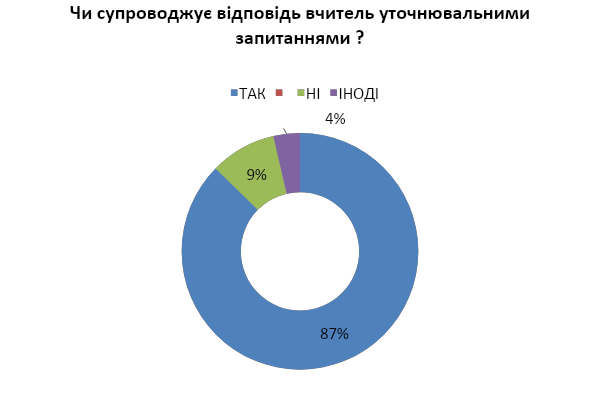 Чи супроводжує відповідь вчитель уточнювальними
запитаннями ?
ТАК НІ ІНОДІ
4%
9%
87%